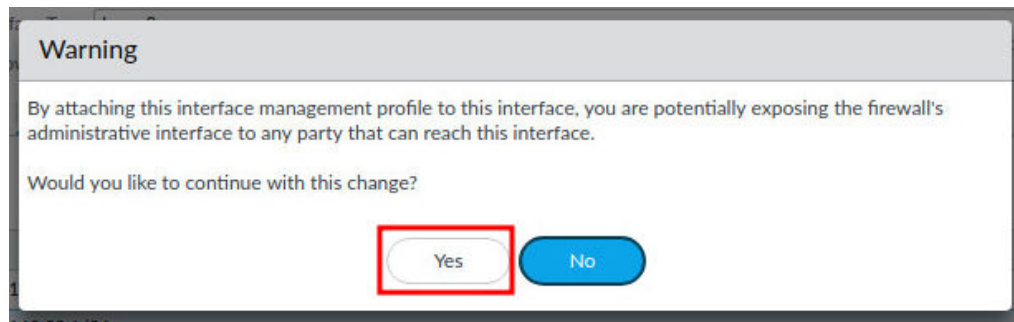 Warning
By attaching this interface management profile to this interface, you are potentially exposing the firewall's
administrative interface to any party that can reach this interface.
Would you like to continue with this change?
Yes No